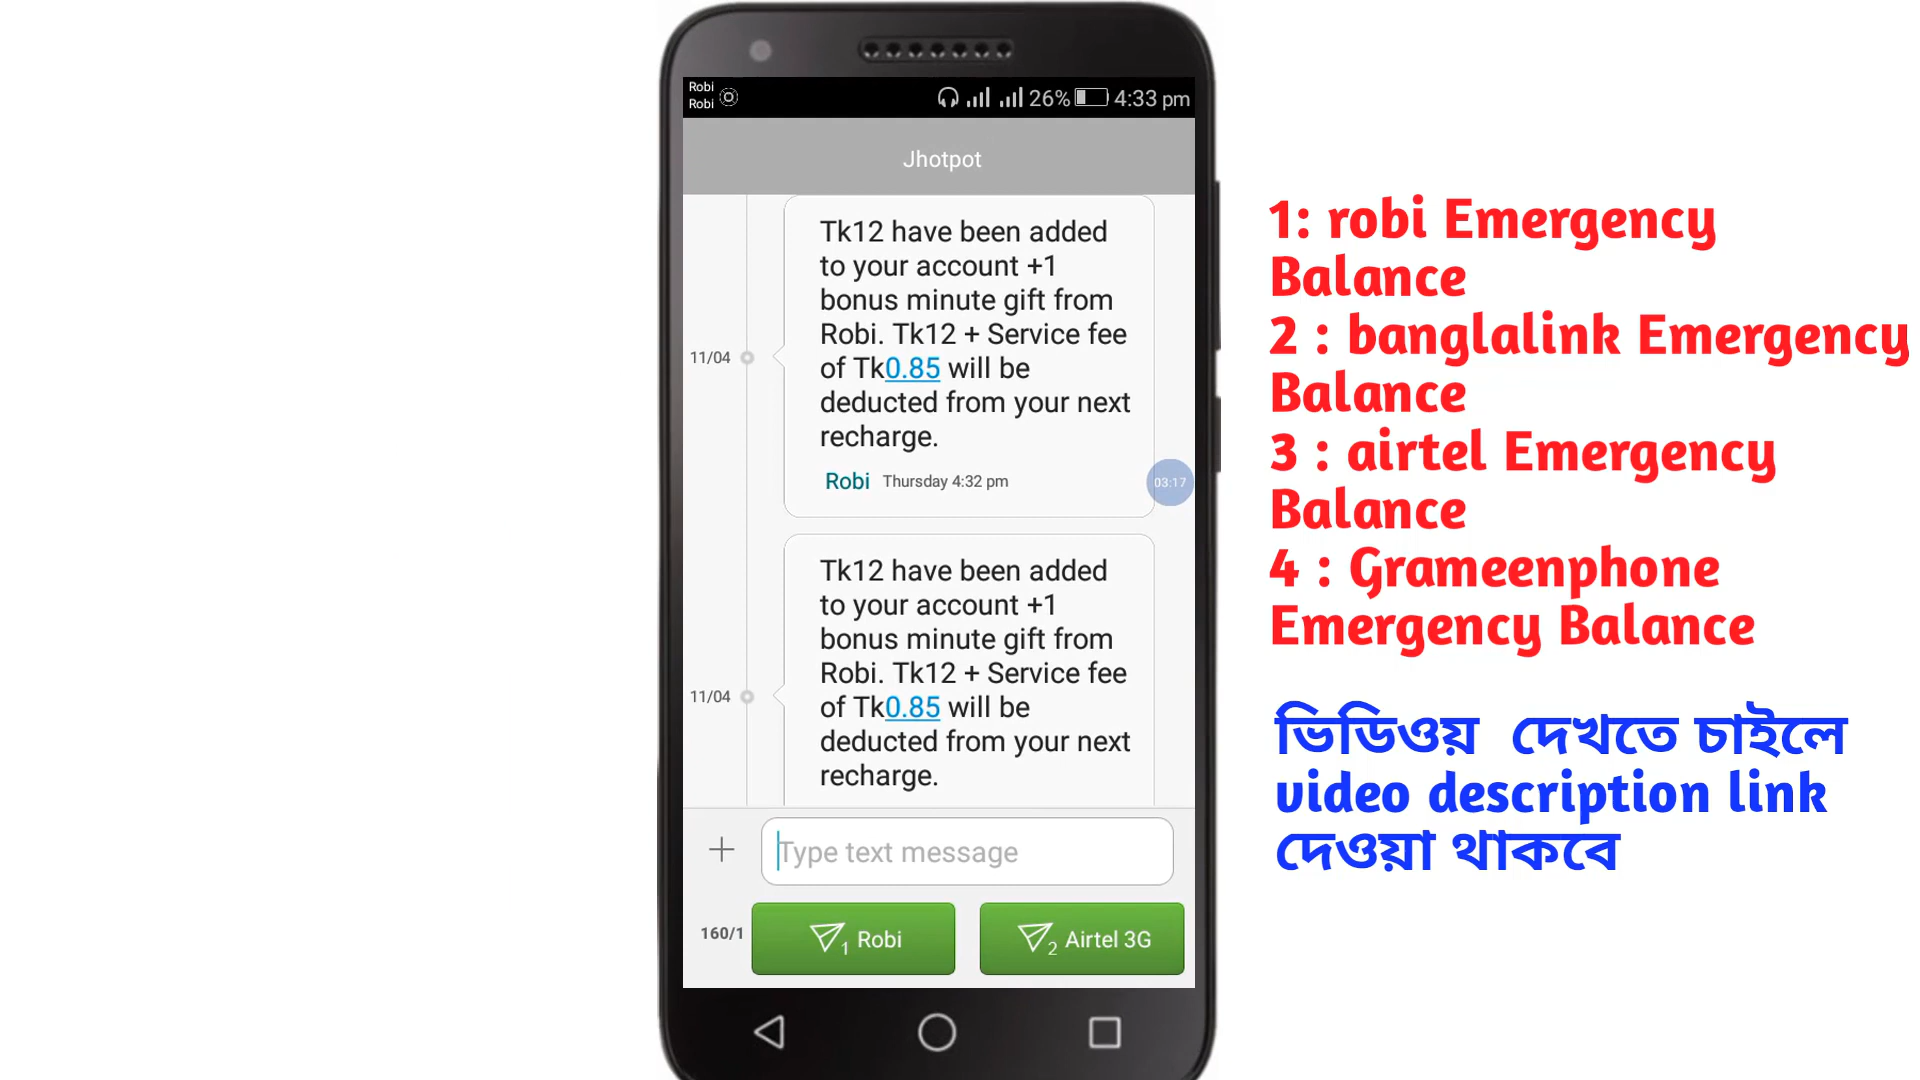 Robi
Robi
26%
4:33 pm
Jhotpot
Tk12 have been added
to your account +1
bonus minute gift from
Robi. Tk12 + Service fee
of Tk0.85 will be
deducted from your next
recharge.
11/04
Robi Thursday 4:32 pm
03:17
Tk12 have been added
to your account +1
bonus minute gift from
Robi. Tk12 + Service fee
of Tk0.85 will be
deducted from your next
recharge.
11/04
Type text message
160/1
1 Robi
2 Airtel 3G
1: robi Emergency
Balance
2 : banglalink Emergency
Balance
3 : airtel Emergency
Balance
4 : Grameenphone
Emergency Balance
ভিডিওয় দেখতে চাইলে
video description link
দেওয়া থাকবে